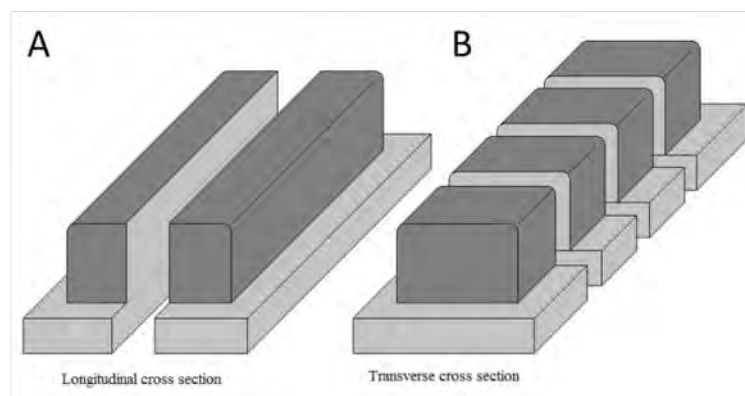 A
B
Longitudinal cross section
Transverse cross section